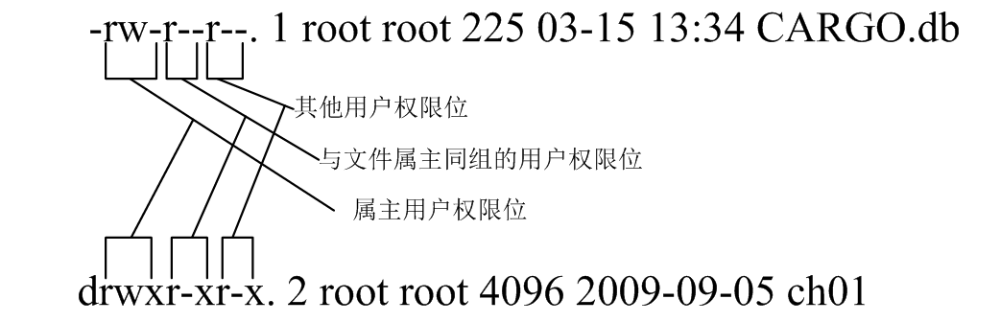 -rw-r--r--. 1 root root 225 03-15 13:34 CARGO.db
其他用户权限位
与文件属主同组的用户权限位
属主用户权限位
drwxr-xr-x. 2 root root 4096 2009-09-05 ch01